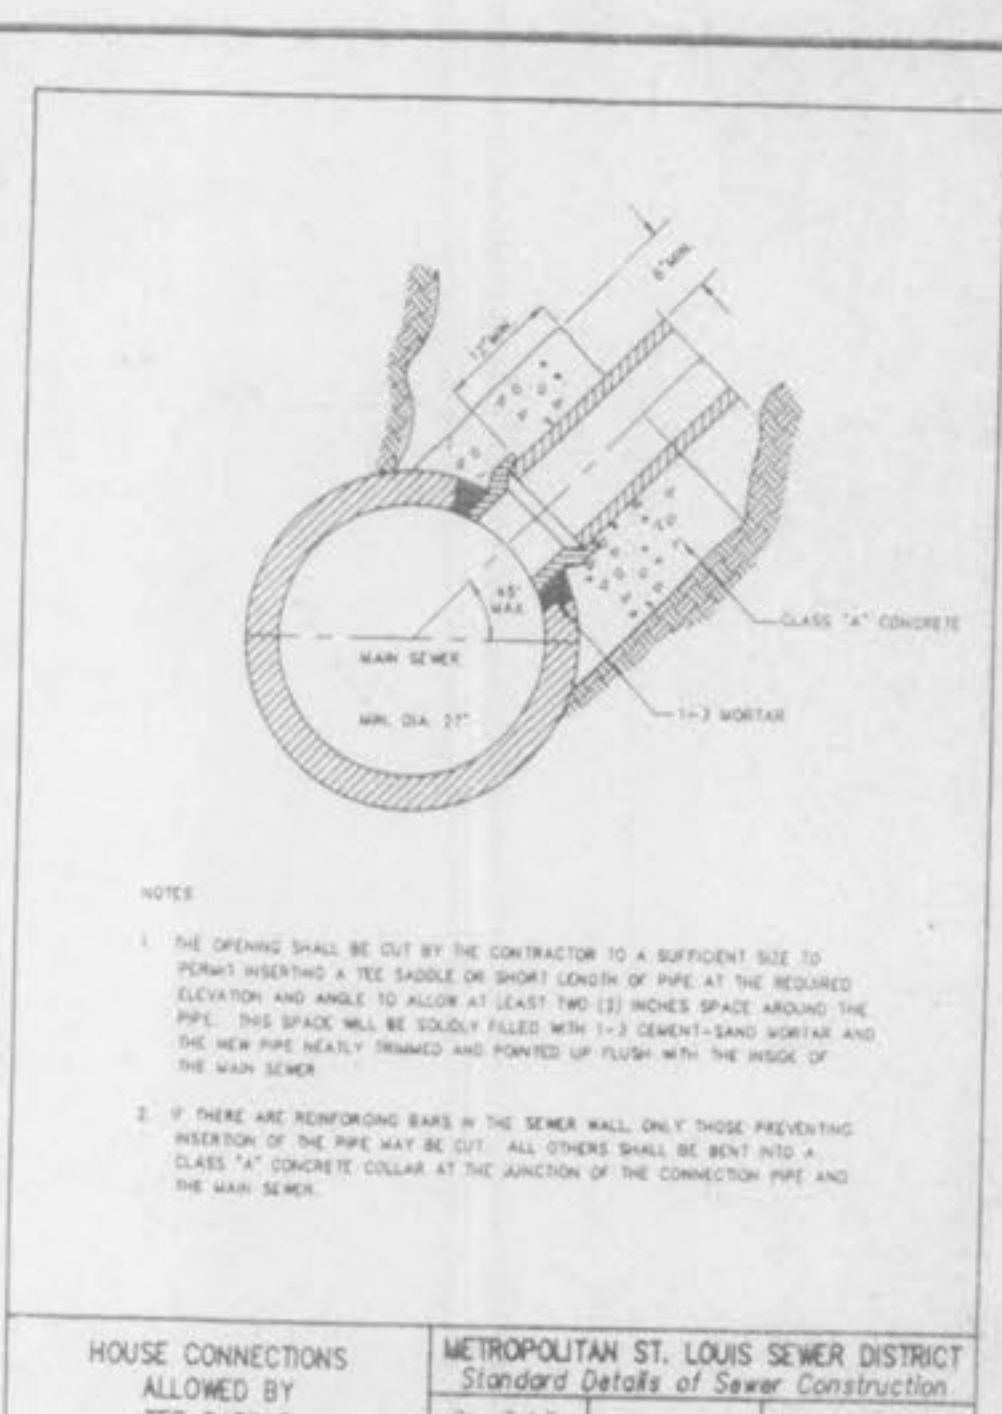 6" MIN.
12" MIN.
45°
MAX.
CLASS "A" CONCRETE
MAIN SEWER
MIN. DIA. 27"
1-3 MORTAR
NOTES
1. THE OPENING SHALL BE CUT BY THE CONTRACTOR TO A SUFFICIENT SIZE TO
PERMIT INSERTING A TEE SADDLE OR SHORT LENGTH OF PIPE AT THE REQUIRED
ELEVATION AND ANGLE TO ALLOW AT LEAST TWO (2) INCHES SPACE AROUND THE
PIPE. THIS SPACE WILL BE SOLIDLY FILLED WITH 1-3 CEMENT-SAND MORTAR AND
THE NEW PIPE NEATLY TRIMMED AND POINTED UP FLUSH WITH THE INSIDE OF
THE MAIN SEWER
2. IF THERE ARE REINFORCING BARS IN THE SEWER WALL, ONLY THOSE PREVENTING
INSERTION OF THE PIPE MAY BE CUT. ALL OTHERS SHALL BE BENT INTO A
CLASS "A" CONCRETE COLLAR AT THE JUNCTION OF THE CONNECTION PIPE AND
THE MAIN SEWER.
HOUSE CONNECTIONS
ALLOWED BY
METROPOLITAN ST. LOUIS SEWER DISTRICT
Standard Details of Sewer Construction